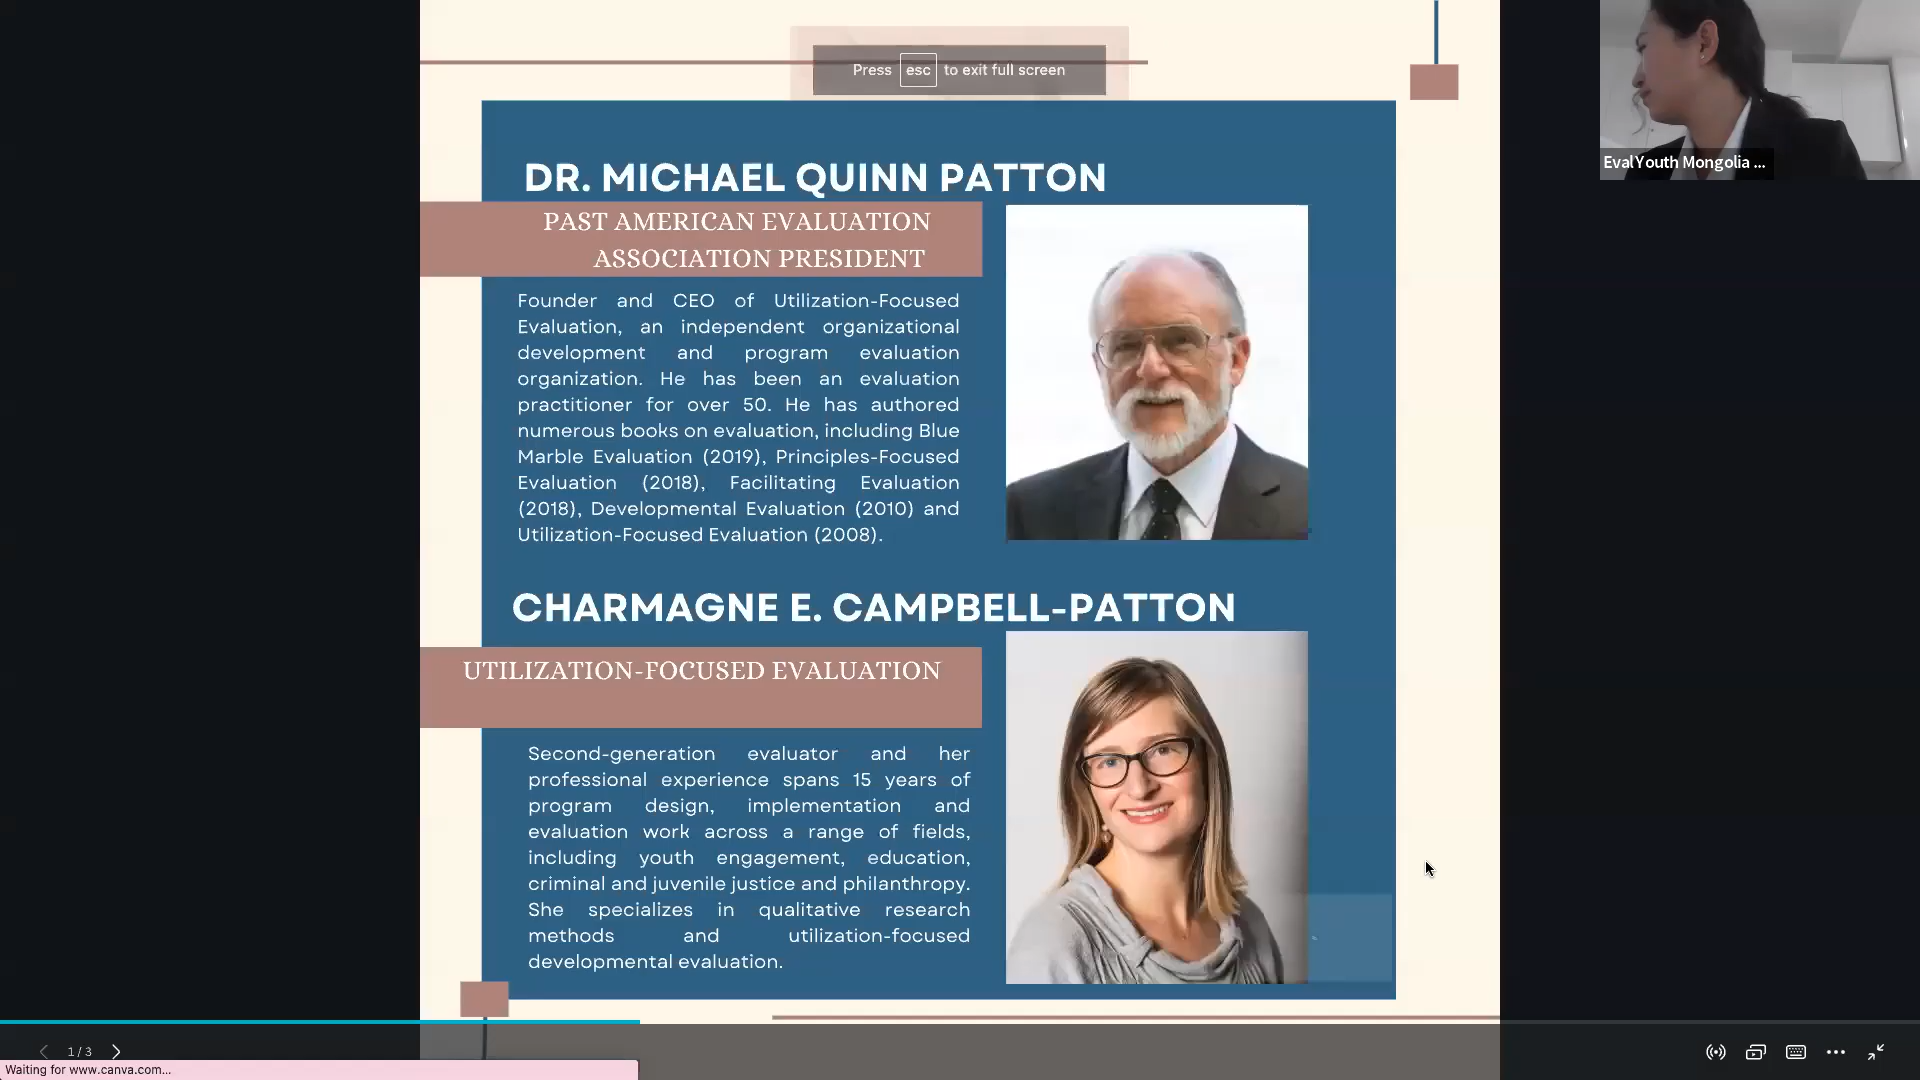 Press esc to exit full screen
EvalYouth Mongolia ...
DR. MICHAEL QUINN PATTON
PAST AMERICAN EVALUATION
ASSOCIATION PRESIDENT
Founder and CEO of Utilization-Focused
Evaluation, an independent organizational
development and program evaluation
organization. He has been an evaluation
practitioner for over 50. He has authored
numerous books on evaluation, including Blue
Marble Evaluation (2019), Principles-Focused
Evaluation (2018), Facilitating Evaluation
(2018), Developmental Evaluation (2010) and
Utilization-Focused Evaluation (2008).
CHARMAGNE E. CAMPBELL-PATTON
UTILIZATION-FOCUSED EVALUATION
Second-generation evaluator and her
professional experience spans 15 years of
program design, implementation and
evaluation work across a range of fields,
including youth engagement, education,
criminal and juvenile justice and philanthropy.
She specializes in qualitative research
methods and utilization-focused
developmental evaluation.
1/3
Waiting for www.canva.com...